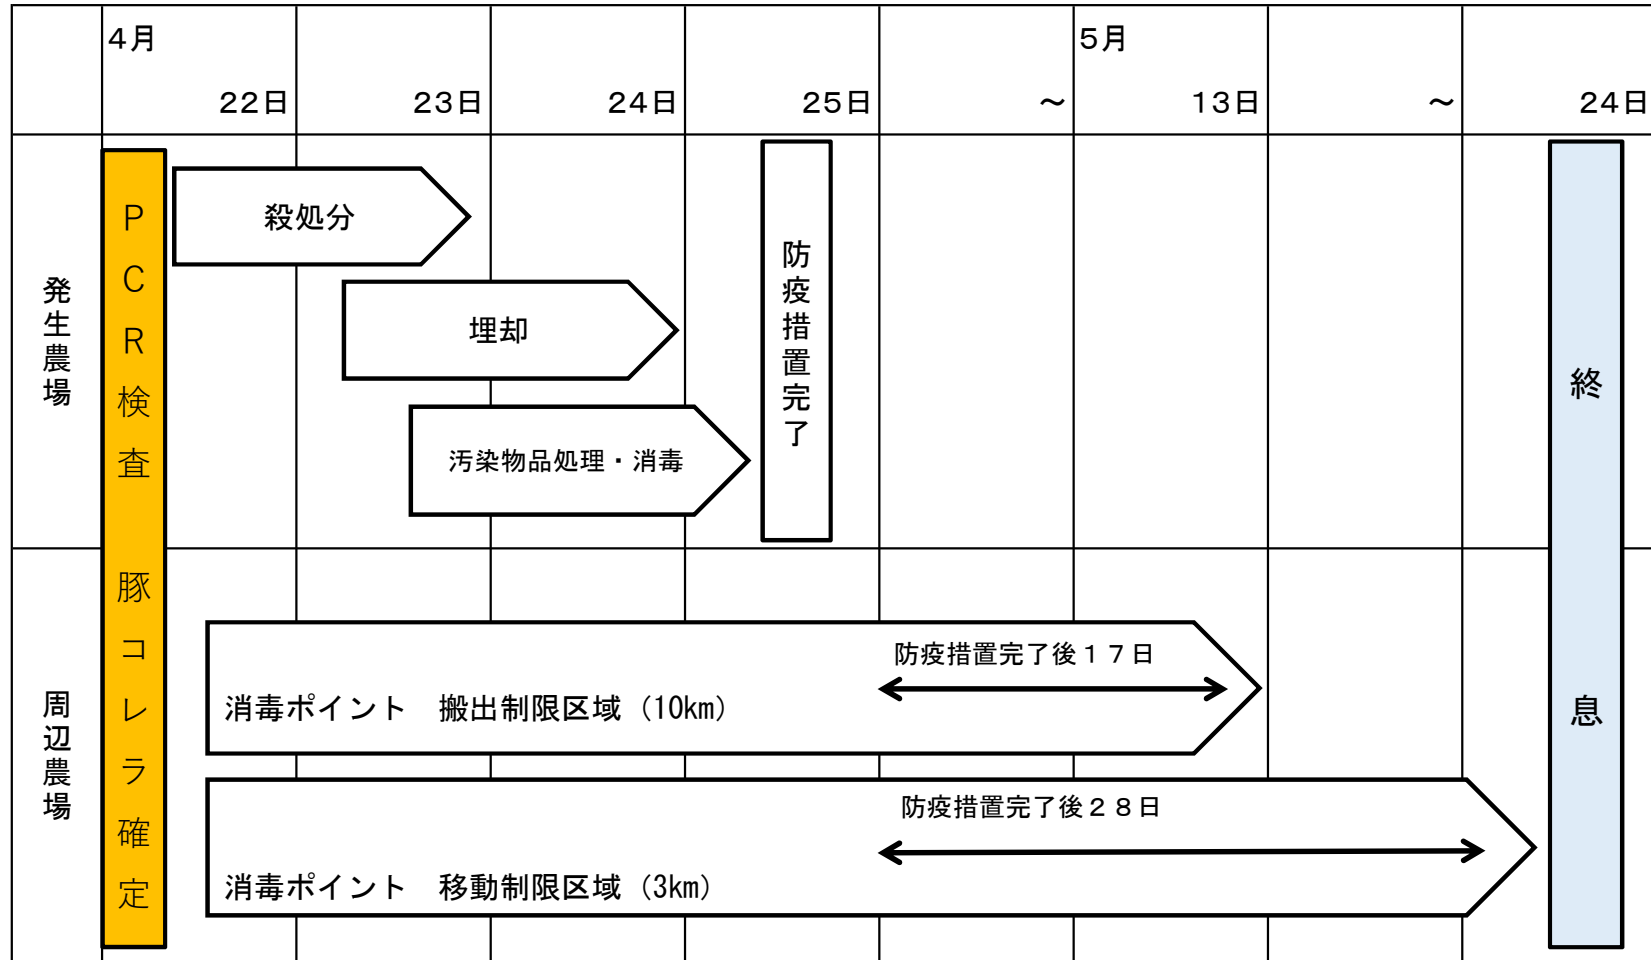 4月
5月
22日
23日
24日
25日
～
13日
～
24日
発生農場
周辺農場
PCR検査 豚コレラ確定
殺処分
埋却
汚染物品処理・消毒
防疫措置完了
終息
防疫措置完了後１７日
消毒ポイント　搬出制限区域（10km）
防疫措置完了後２８日
消毒ポイント　移動制限区域（3km）